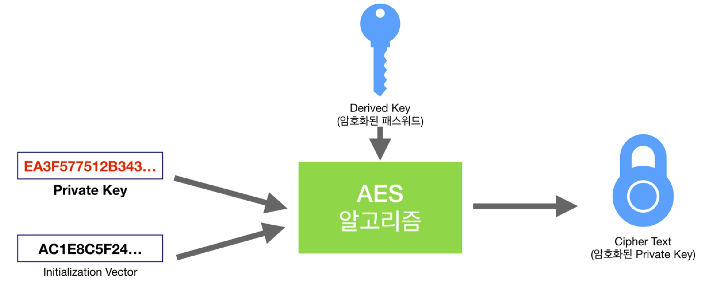 Derived Key
(암호화된 패스워드)
EA3F577512B343...
Private Key
AES
알고리즘
AC1E8C5F24...
Initialization Vector
Cipher Text
(암호화된 Private Key)